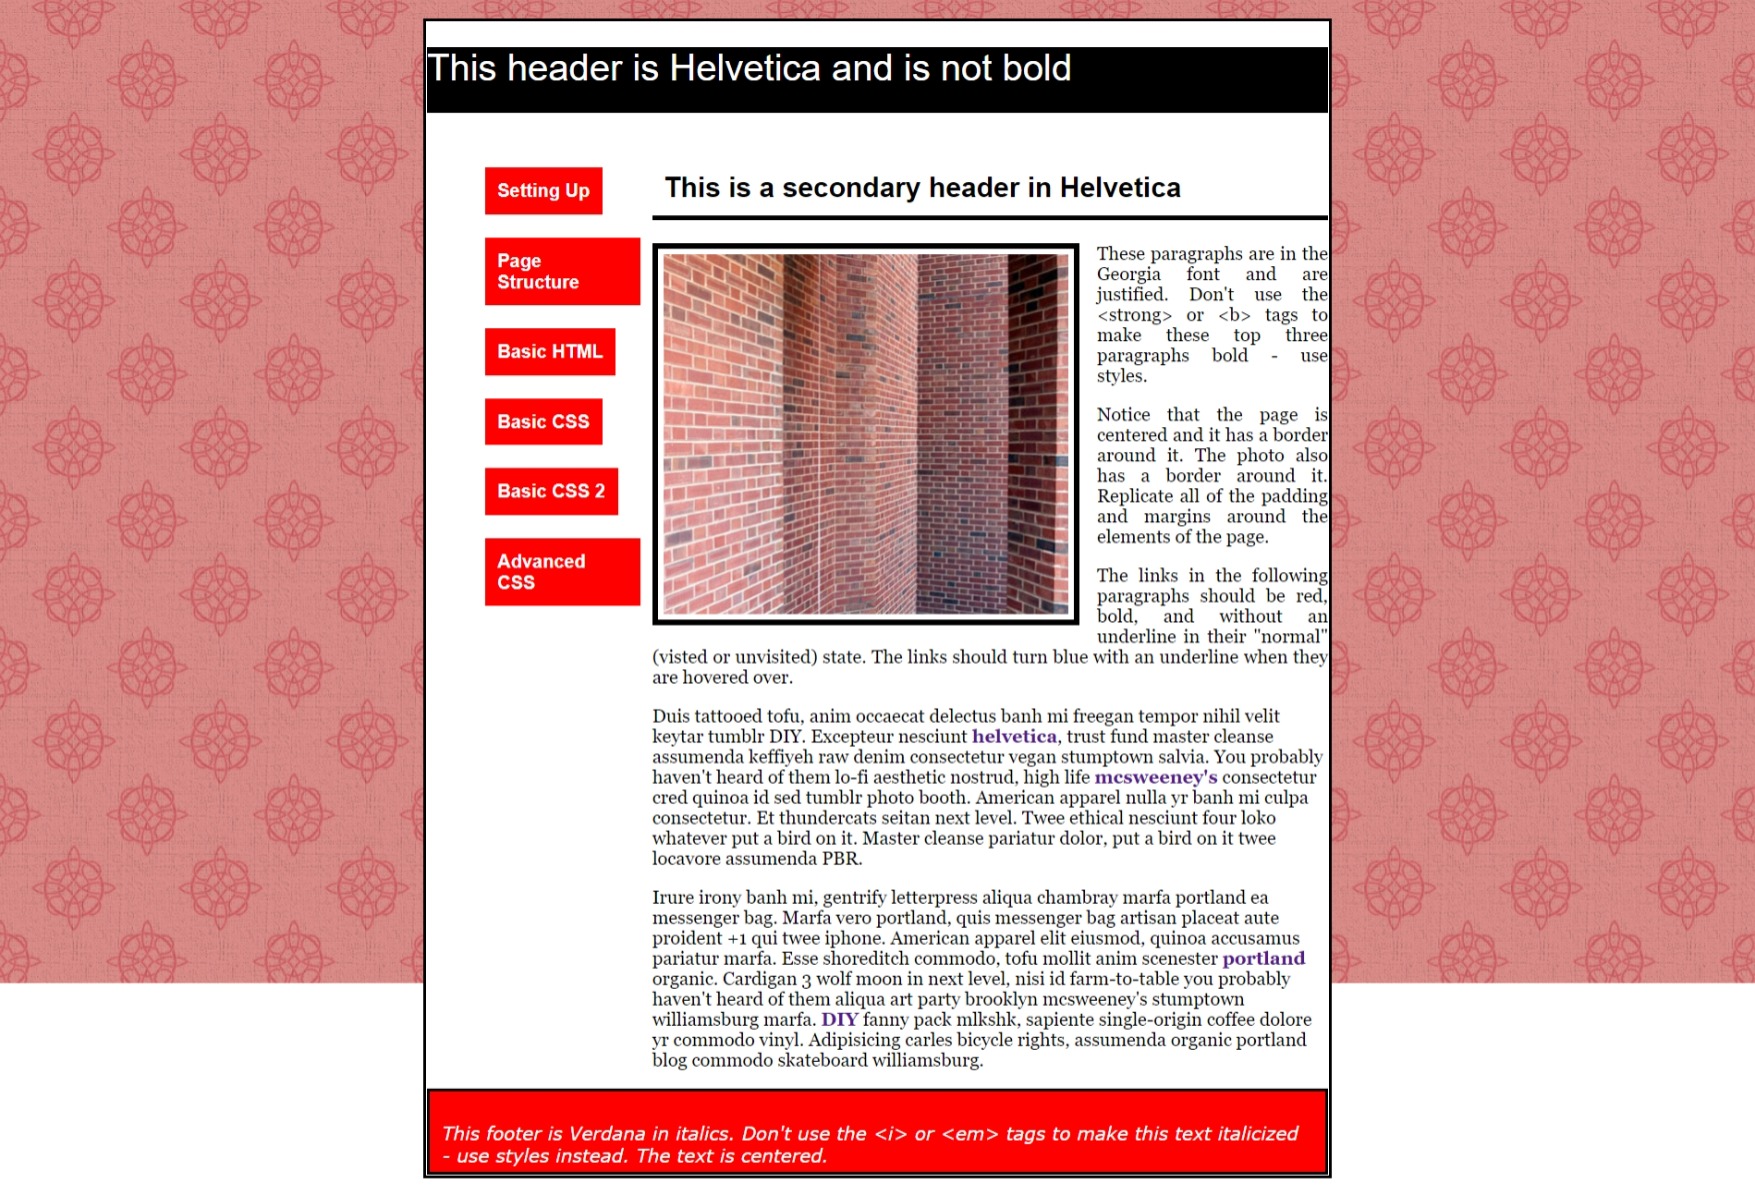 This header is Helvetica and is not bold
Setting Up
Page
Structure
Basic HTML
Basic CSS
Basic CSS 2
Advanced
CSS
This is a secondary header in Helvetica
These paragraphs are in the
Georgia font and are
justified. Don't use the
<strong> or <b> tags to
make these top three
paragraphs bold - use
styles.
Notice that the page is
centered and it has a border
around it. The photo also
has a border around it.
Replicate all of the padding
and margins around the
elements of the page.
The links in the following
paragraphs should be red,
bold, and without an
underline in their "normal"
(visted or unvisited) state. The links should turn blue with an underline when they
are hovered over.
Duis tattooed tofu, anim occaecat delectus banh mi freegan tempor nihil velit
keytar tumblr DIY. Excepteur nesciunt helvetica, trust fund master cleanse
assumenda keffiyeh raw denim consectetur vegan stumptown salvia. You probably
haven't heard of them lo-fi aesthetic nostrud, high life mcsweeney's consectetur
cred quinoa id sed tumblr photo booth. American apparel nulla yr banh mi culpa
consectetur. Et thundercats seitan next level. Twee ethical nesciunt four loko
whatever put a bird on it. Master cleanse pariatur dolor, put a bird on it twee
locavore assumenda PBR.
Irure irony banh mi, gentrify letterpress aliqua chambray marfa portland ea
messenger bag. Marfa vero portland, quis messenger bag artisan placeat aute
proident +1 qui twee iphone. American apparel elit eiusmod, quinoa accusamus
pariatur marfa. Esse shoreditch commodo, tofu mollit anim scenester portland
organic. Cardigan 3 wolf moon in next level, nisi id farm-to-table you probably
haven't heard of them aliqua art party brooklyn mcsweeney's stumptown
williamsburg marfa. DIY fanny pack mlkshk, sapiente single-origin coffee dolore
yr commodo vinyl. Adipisicing carles bicycle rights, assumenda organic portland
blog commodo skateboard williamsburg.
This footer is Verdana in italics. Don't use the <i> or <em> tags to make this text italicized
- use styles instead. The text is centered.